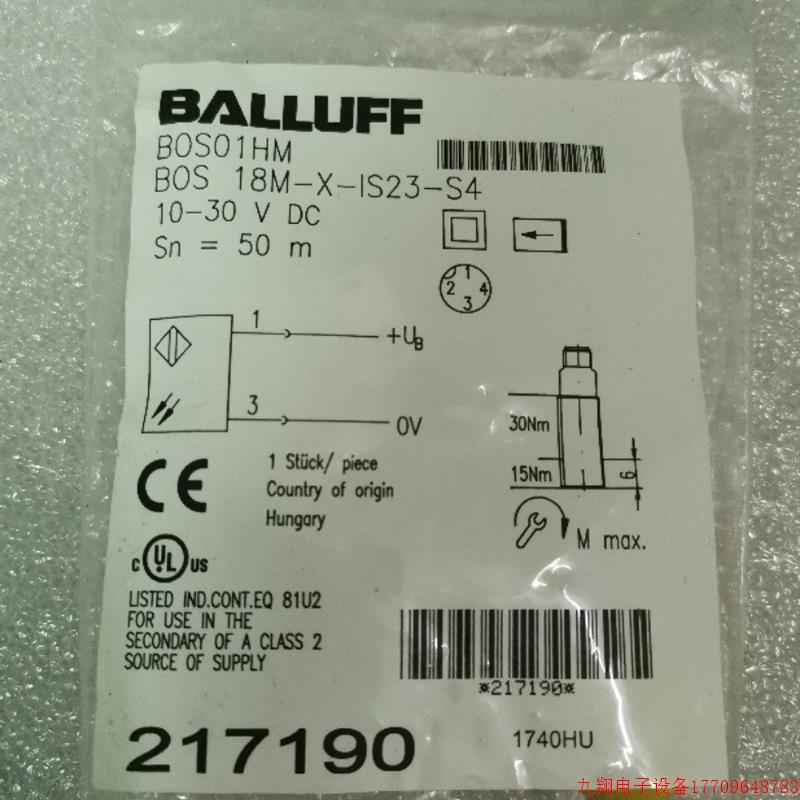 BALLUFF
BOS01HM
BOS 18M-X-IS23-S4
10-30 V DC
Sn = 50 m
1
2 4
3
1
+UB
3
0V
30Nm
15Nm
6
M max.
CE
1 Stück/ piece
Country of origin
Hungary
C UL US
LISTED IND.CONT.EQ 81U2
FOR USE IN THE
SECONDARY OF A CLASS 2
SOURCE OF SUPPLY
*217190*
217190
1740HU
九翔电子设备17709648783